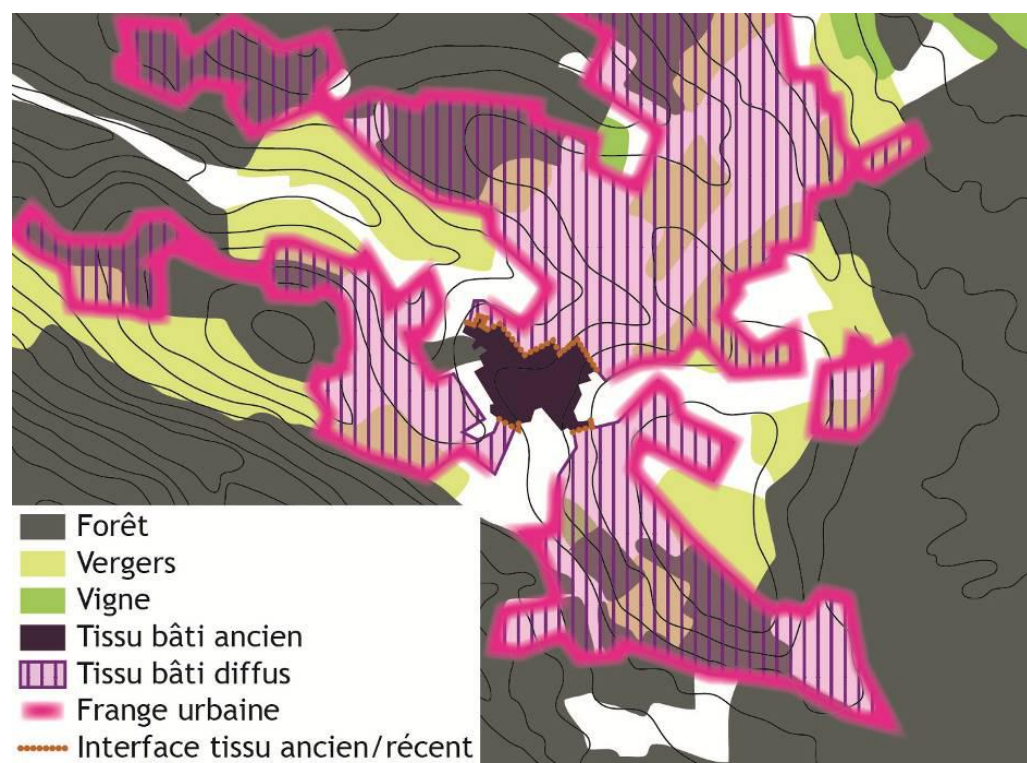 Forêt
Vergers
Vigne
Tissu bâti ancien
Tissu bâti diffus
Frange urbaine
Interface tissu ancien/récent